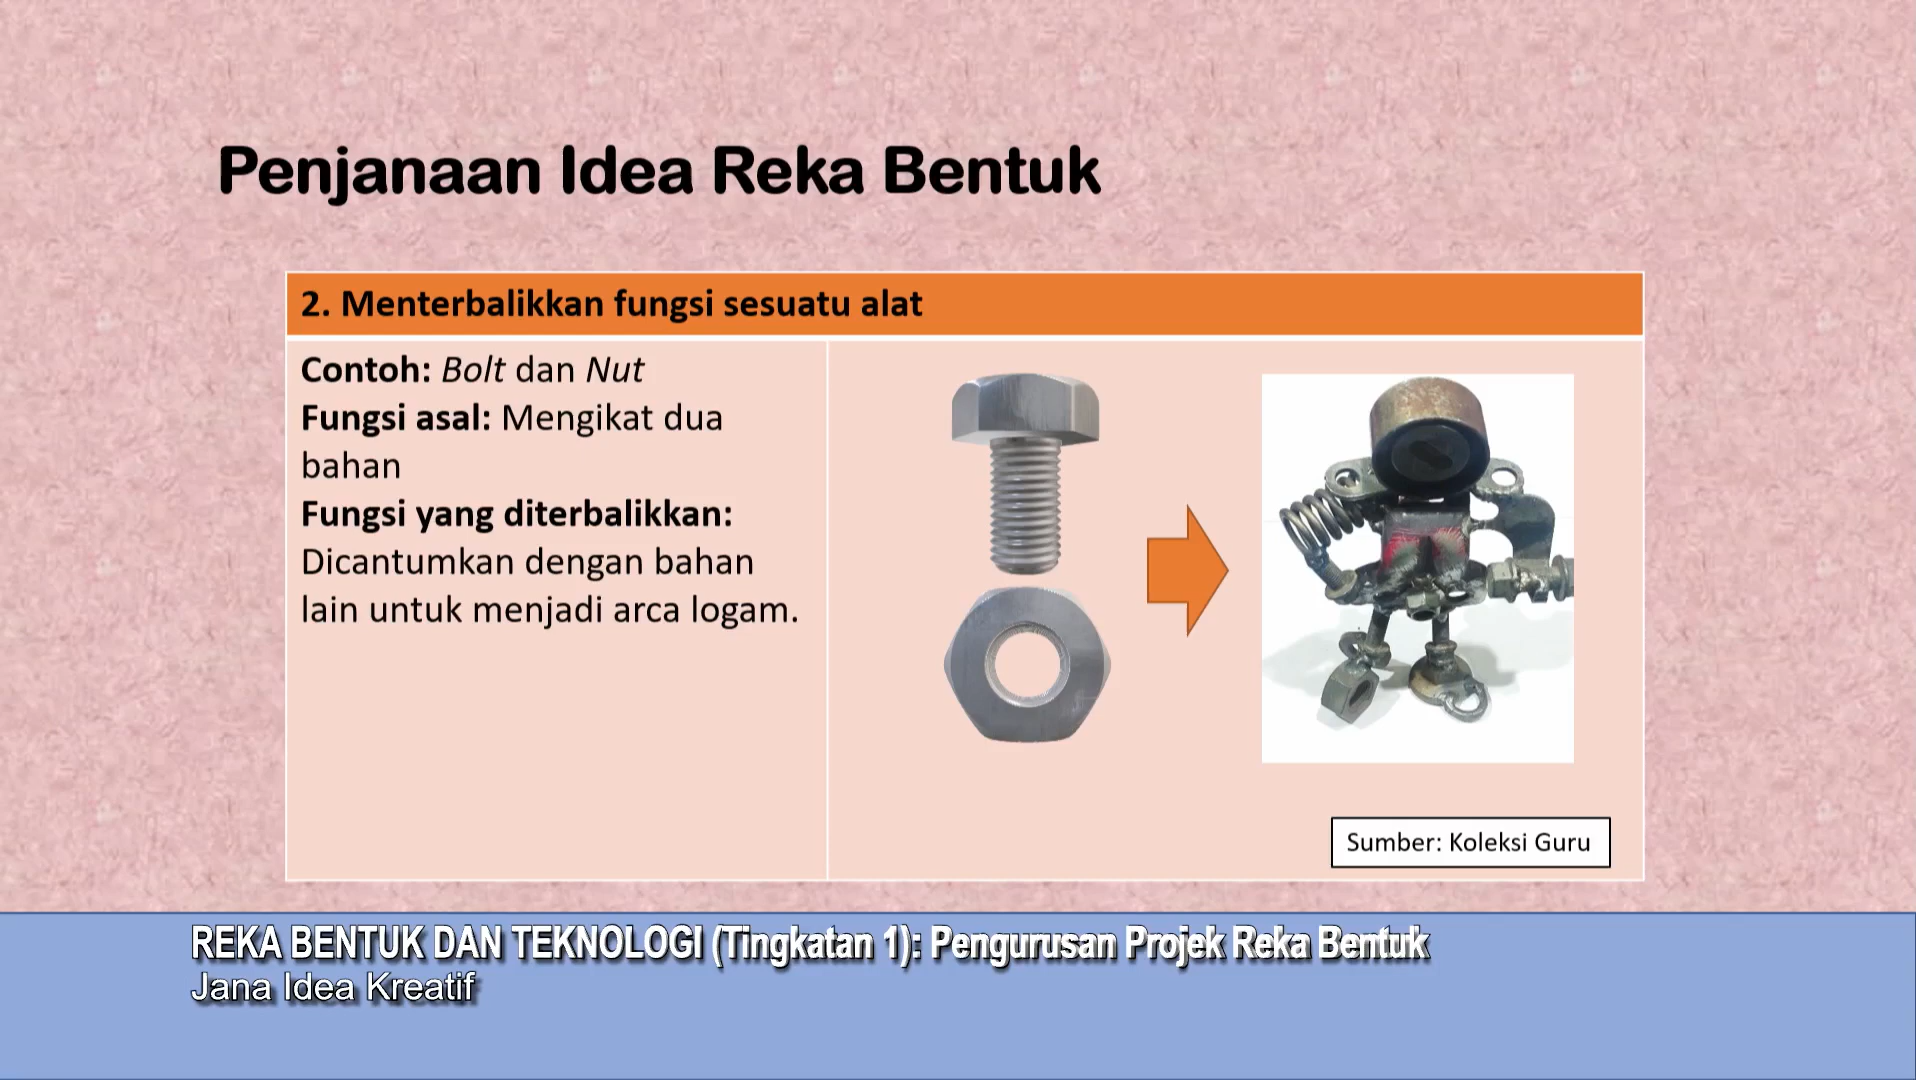 Penjanaan Idea Reka Bentuk
2. Menterbalikkan fungsi sesuatu alat
Contoh: Bolt dan Nut
Fungsi asal: Mengikat dua
bahan
Fungsi yang diterbalikkan:
Dicantumkan dengan bahan
lain untuk menjadi arca logam.
Sumber: Koleksi Guru
REKA BENTUK DAN TEKNOLOGI (Tingkatan 1): Pengurusan Projek Reka Bentuk
Jana Idea Kreatif